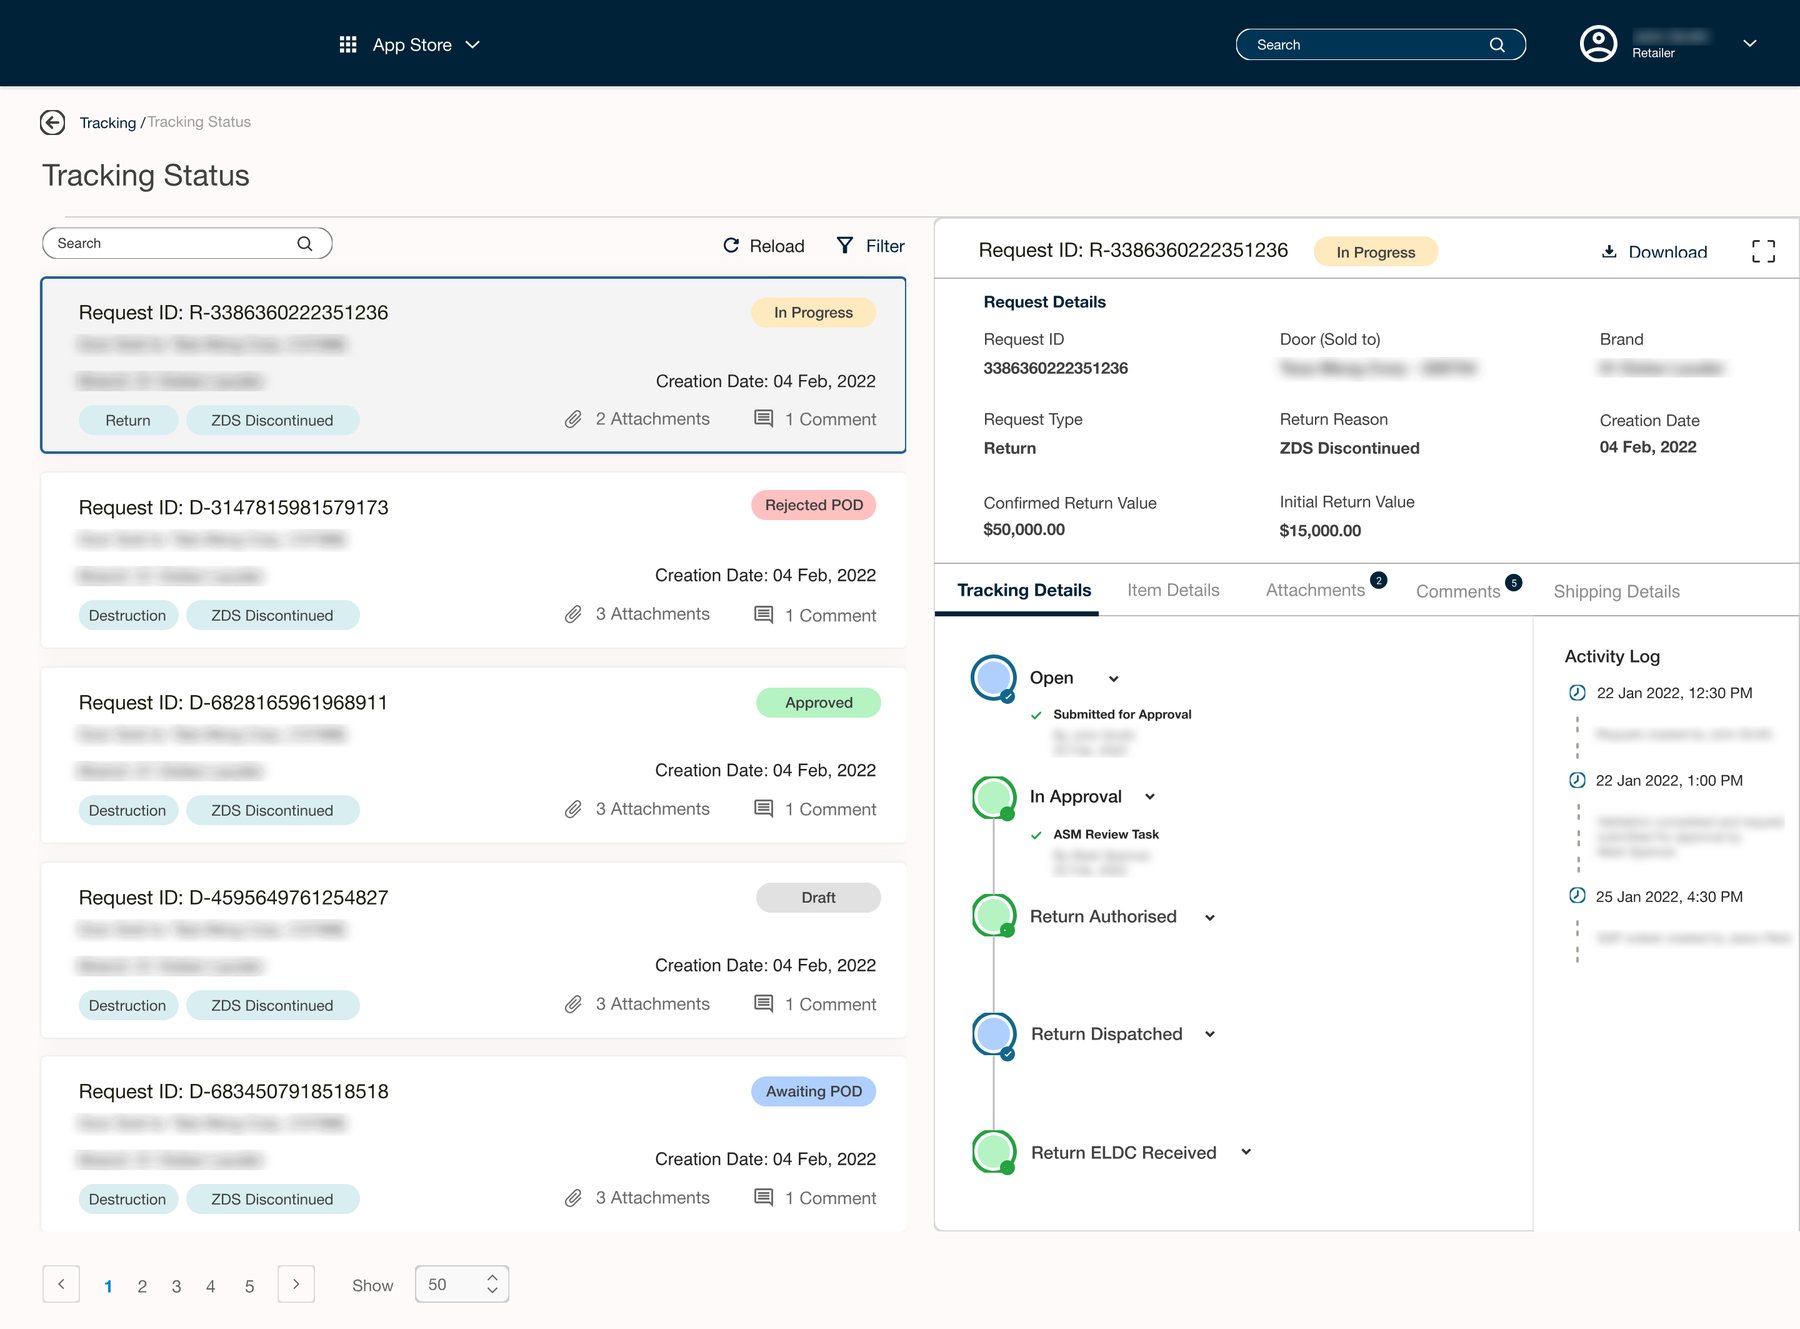 App Store
Search
Retailer
Tracking / Tracking Status
Tracking Status
Search
Reload
Filter
Request ID: R-3386360222351236
In Progress
Creation Date: 04 Feb, 2022
Return
ZDS Discontinued
2 Attachments
1 Comment
Request ID: D-3147815981579173
Rejected POD
Creation Date: 04 Feb, 2022
Destruction
ZDS Discontinued
3 Attachments
1 Comment
Request ID: D-6828165961968911
Approved
Creation Date: 04 Feb, 2022
Destruction
ZDS Discontinued
3 Attachments
1 Comment
Request ID: D-4595649761254827
Draft
Creation Date: 04 Feb, 2022
Destruction
ZDS Discontinued
3 Attachments
1 Comment
Request ID: D-6834507918518518
Awaiting POD
Creation Date: 04 Feb, 2022
Destruction
ZDS Discontinued
3 Attachments
1 Comment
1 2 3 4 5
Show
50
Request ID: R-3386360222351236
In Progress
Download
Request Details
Request ID
3386360222351236
Door (Sold to)
Brand
Request Type
Return
Return Reason
ZDS Discontinued
Creation Date
04 Feb, 2022
Confirmed Return Value
$50,000.00
Initial Return Value
$15,000.00
Tracking Details
Item Details
Attachments 2
Comments 5
Shipping Details
Open
Submitted for Approval
In Approval
ASM Review Task
Return Authorised
Return Dispatched
Return ELDC Received
Activity Log
22 Jan 2022, 12:30 PM
22 Jan 2022, 1:00 PM
25 Jan 2022, 4:30 PM